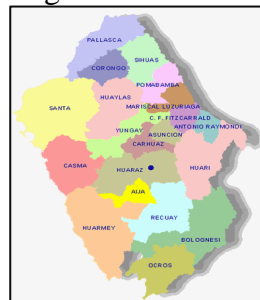 PALLASCA
SIHUAS
CORONGO
POMABAMBA
HUAYLAS
MARISCAL LUZURIAGA
SANTA
C. F. FITZCARRALD
ANTONIO RAYMONDI
YUNGAY
ASUNCION
CARHUAZ
CASMA
HUARAZ
HUARI
AIJA
RECUAY
HUARMEY
BOLOGNESI
OCROS